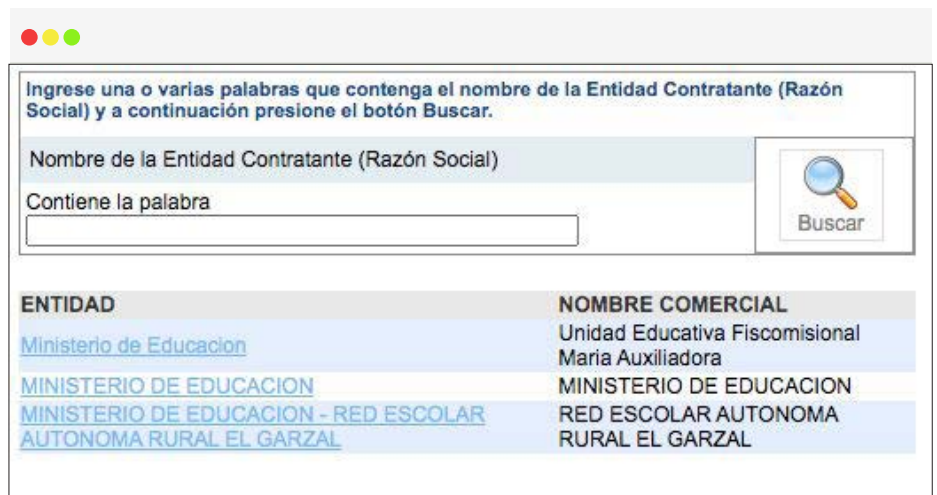 Ingrese una o varias palabras que contenga el nombre de la Entidad Contratante (Razón
Social) y a continuación presione el botón Buscar.
Nombre de la Entidad Contratante (Razón Social)
Contiene la palabra
Buscar
ENTIDAD NOMBRE COMERCIAL
Ministerio de Educacion
Unidad Educativa Fiscomisional
Maria Auxiliadora
MINISTERIO DE EDUCACION MINISTERIO DE EDUCACION
MINISTERIO DE EDUCACION - RED ESCOLAR
AUTONOMA RURAL EL GARZAL
RED ESCOLAR AUTONOMA
RURAL EL GARZAL